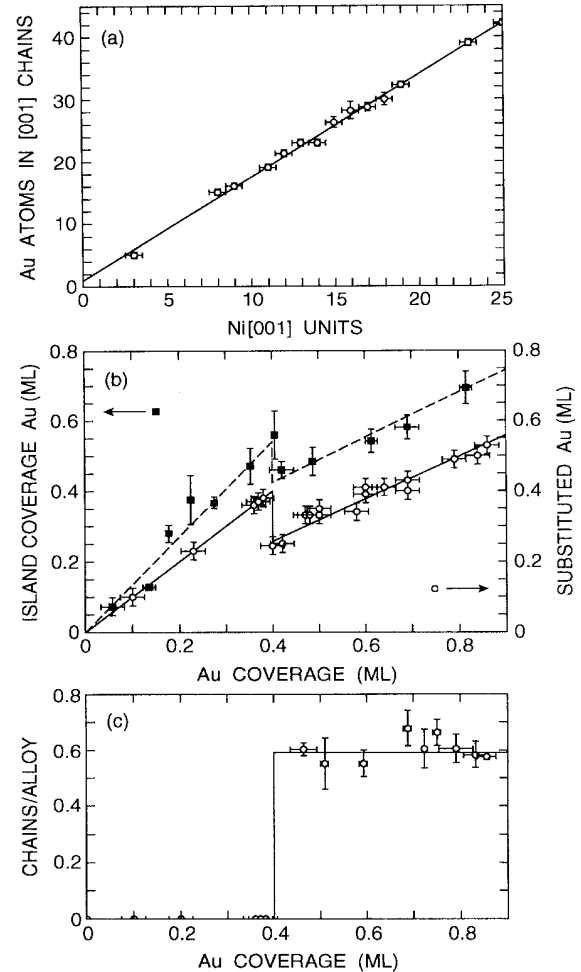 (a)
Au ATOMS IN [001] CHAINS
40
30
20
10
0
0 5 10 15 20 25
Ni[001] UNITS
(b)
ISLAND COVERAGE Au (ML)
SUBSTITUTED Au (ML)
0.8 0.8
0.6 0.6
0.4 0.4
0.2 0.2
0 0
0 0.2 0.4 0.6 0.8
Au COVERAGE (ML)
(c)
CHAINS/ALLOY
0.8
0.6
0.4
0.2
0
0 0.2 0.4 0.6 0.8
Au COVERAGE (ML)